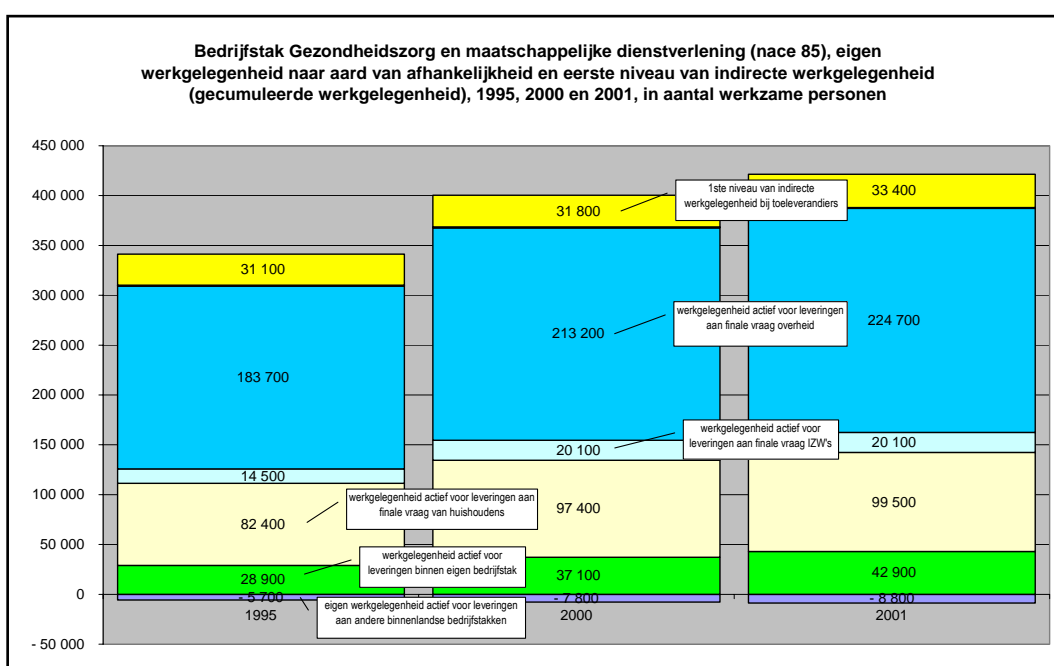 Bedrijfstak Gezondheidszorg en maatschappelijke dienstverlening (nace 85), eigen
werkgelegenheid naar aard van afhankelijkheid en eerste niveau van indirecte werkgelegenheid
(gecumuleerde werkgelegenheid), 1995, 2000 en 2001, in aantal werkzame personen
450 000
400 000
350 000
300 000
250 000
200 000
150 000
100 000
50 000
0
- 50 000
31 100
183 700
14 500
82 400
28 900
- 5 700
31 800
213 200
20 100
97 400
37 100
- 7 800
33 400
224 700
20 100
99 500
42 900
- 8 800
1ste niveau van indirecte
werkgelegenheid bij toeleverandiers
werkgelegenheid actief voor leveringen
aan finale vraag overheid
werkgelegenheid actief voor
leveringen aan finale vraag IZW's
werkgelegenheid actief voor leveringen aan
finale vraag van huishoudens
werkgelegenheid actief voor
leveringen binnen eigen bedrijfstak
eigen werkgelegenheid actief voor leveringen
aan andere binnenlandse bedrijfstakken
1995
2000
2001